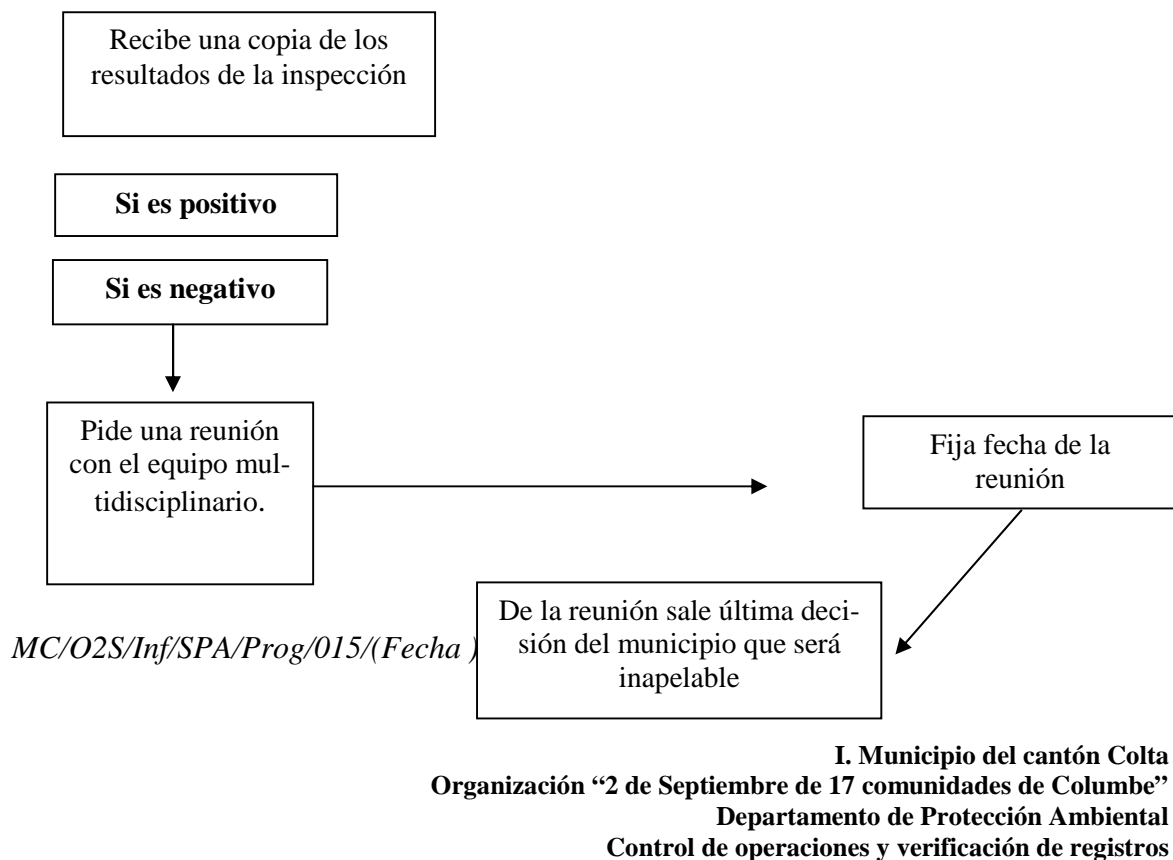 Recibe una copia de los
resultados de la inspección
Si es positivo
Si es negativo
Pide una reunión
con el equipo mul-
tidisciplinario.
Fija fecha de la
reunión
De la reunión sale última deci-
sión del municipio que será
inapelable
MC/O2S/Inf/SPA/Prog/015/(Fecha )
I. Municipio del cantón Colta
Organización “2 de Septiembre de 17 comunidades de Columbe”
Departamento de Protección Ambiental
Control de operaciones y verificación de registros